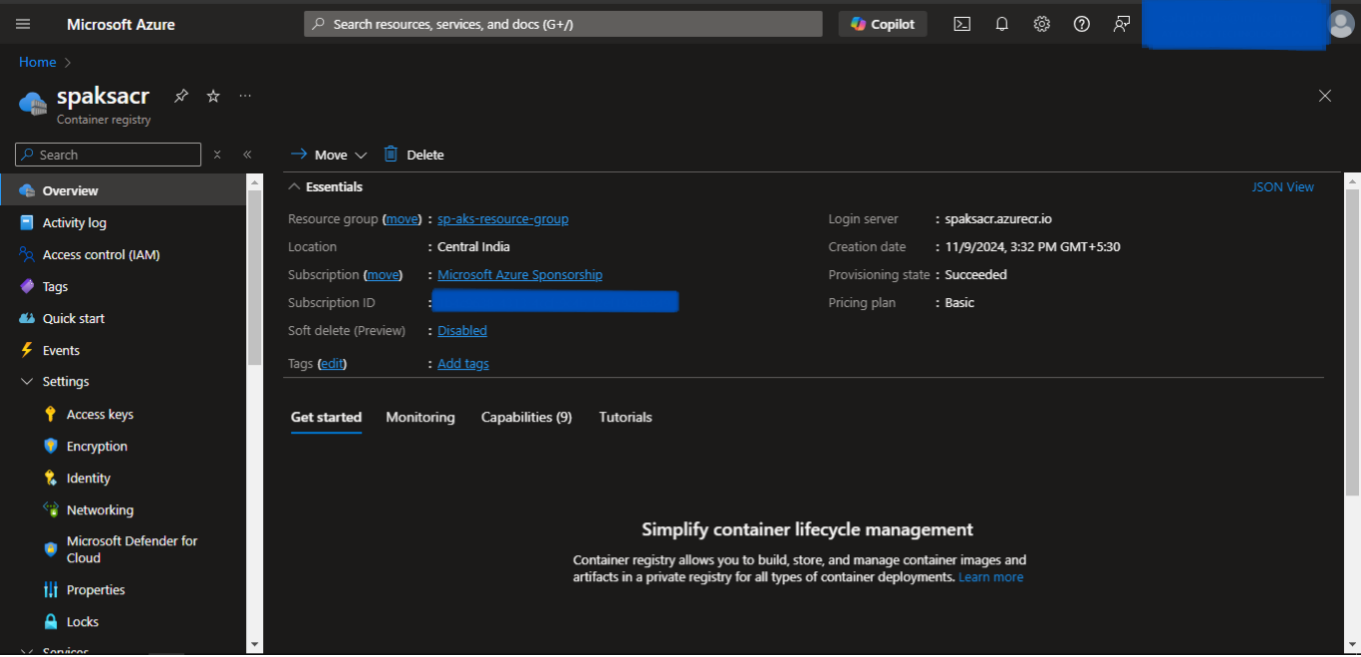 Microsoft Azure
Search resources, services, and docs (G+/)
Copilot
Home
spaksacr
Container registry
Search
Overview
Activity log
Access control (IAM)
Tags
Quick start
Events
Settings
Access keys
Encryption
Identity
Networking
Microsoft Defender for
Cloud
Properties
Locks
Services
Move
Delete
Essentials
JSON View
Resource group (move) : sp-aks-resource-group
Location : Central India
Subscription (move) : Microsoft Azure Sponsorship
Subscription ID :
Soft delete (Preview) : Disabled
Tags (edit) : Add tags
Login server : spaksacr.azurecr.io
Creation date : 11/9/2024, 3:32 PM GMT+5:30
Provisioning state : Succeeded
Pricing plan : Basic
Get started Monitoring Capabilities (9) Tutorials
Simplify container lifecycle management
Container registry allows you to build, store, and manage container images and
artifacts in a private registry for all types of container deployments. Learn more